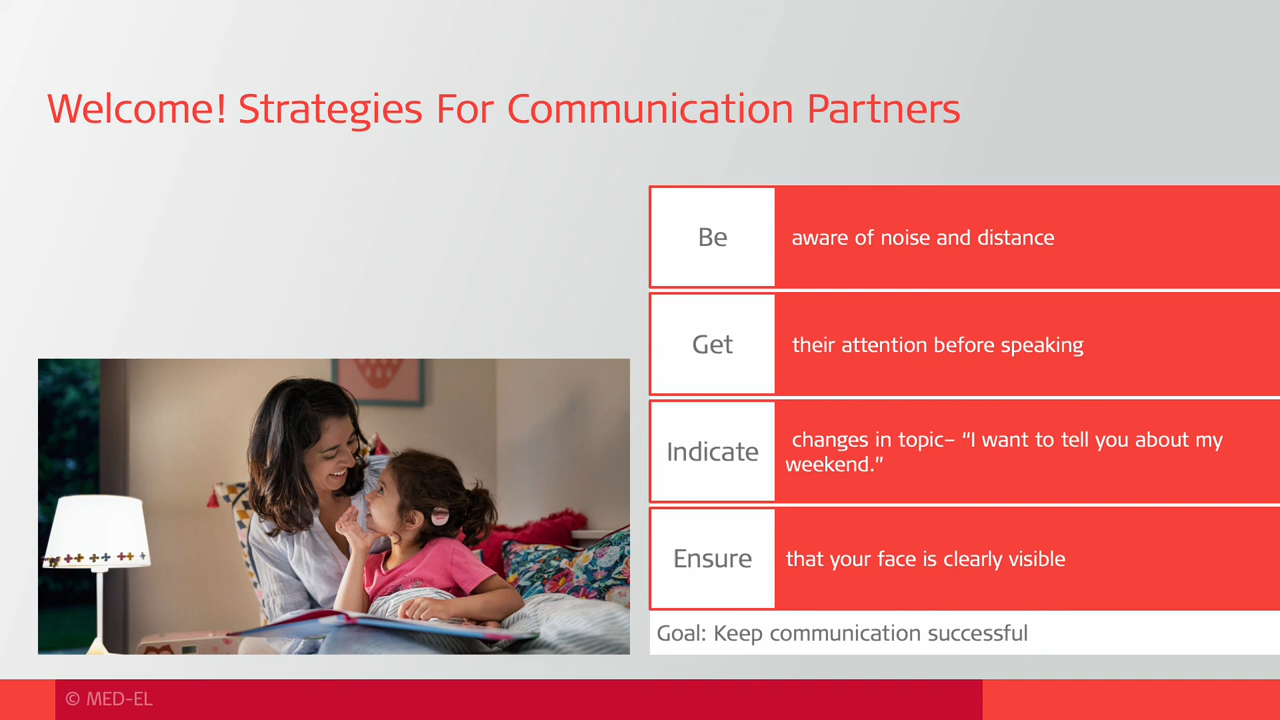 Welcome! Strategies For Communication Partners
Be
aware of noise and distance
Get
their attention before speaking
Indicate
changes in topic– “I want to tell you about my
weekend.”
Ensure
that your face is clearly visible
Goal: Keep communication successful
© MED-EL